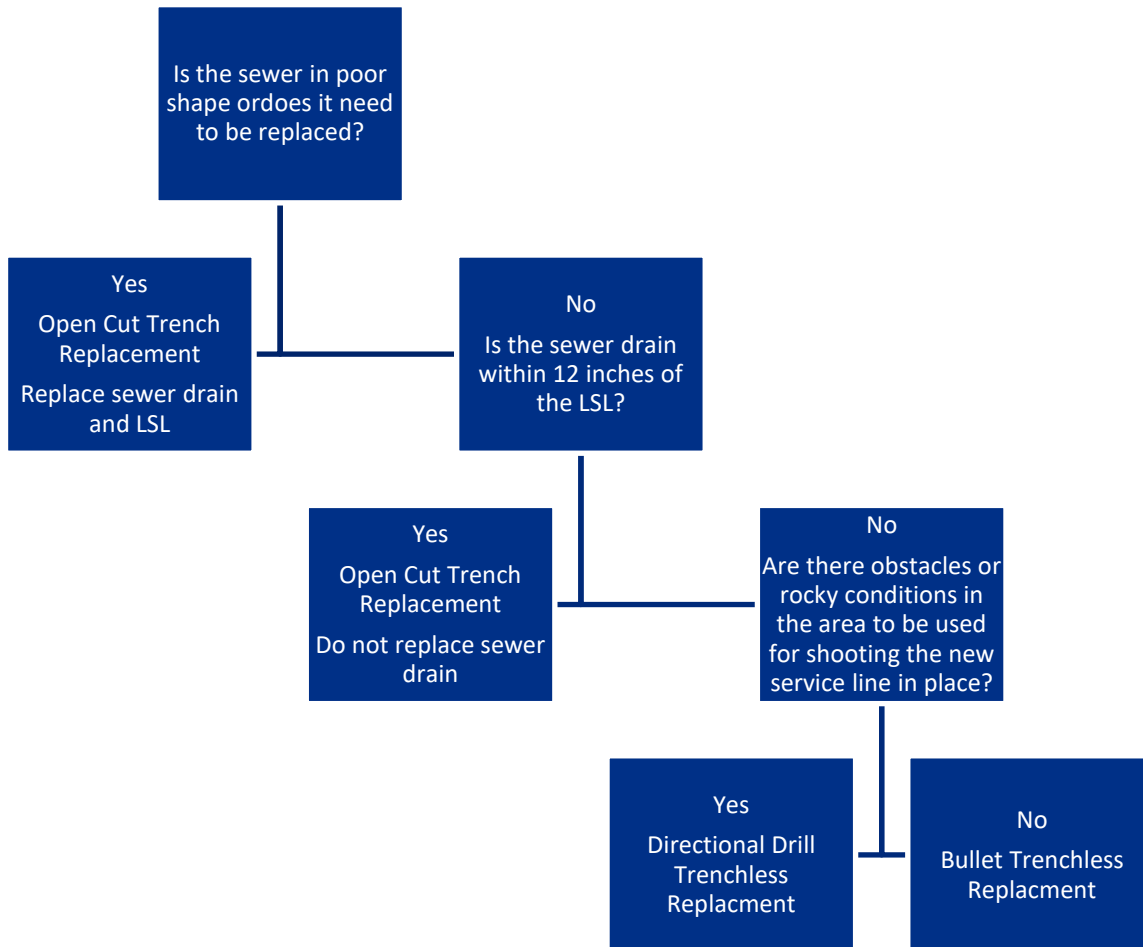 Is the sewer in poor
shape ordoes it need
to be replaced?
Yes
Open Cut Trench
Replacement
Replace sewer drain
and LSL
No
Is the sewer drain
within 12 inches of
the LSL?
Yes
Open Cut Trench
Replacement
Do not replace sewer
drain
No
Are there obstacles or
rocky conditions in
the area to be used
for shooting the new
service line in place?
Yes
Directional Drill
Trenchless
Replacment
No
Bullet Trenchless
Replacment